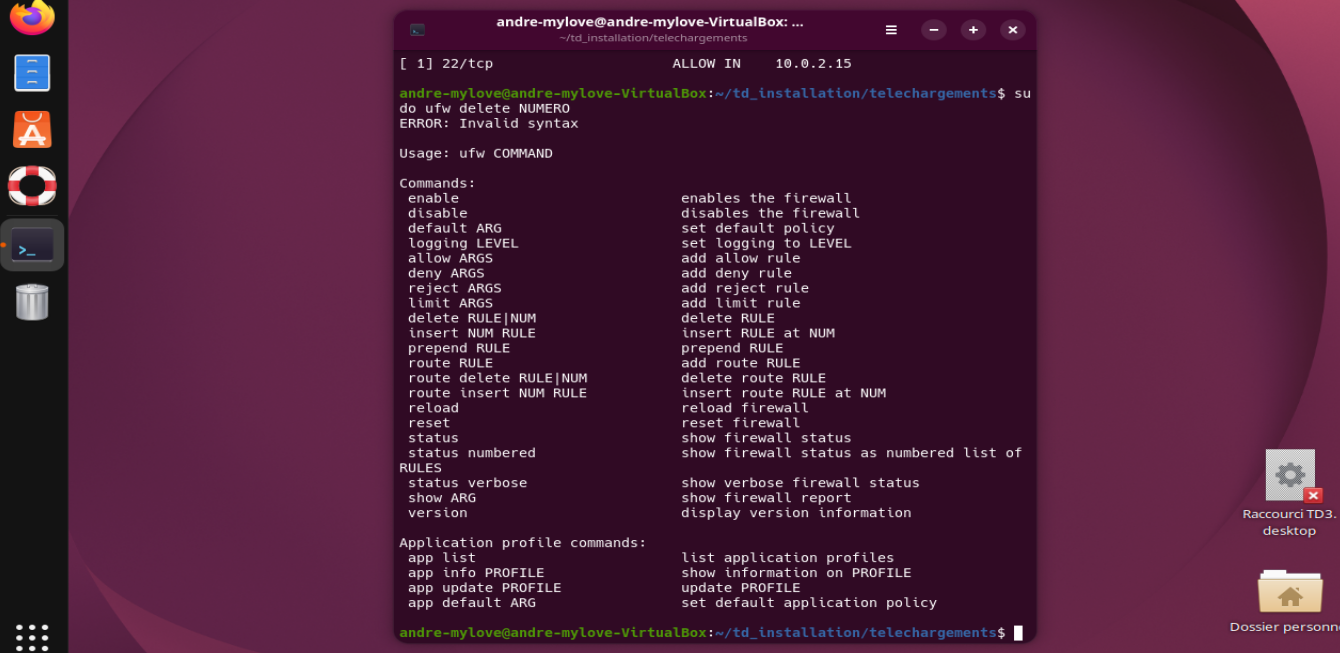 andre-mylove@andre-mylove-VirtualBox: ...
~/td_installation/telechargements
[ 1] 22/tcp                     ALLOW IN    10.0.2.15
andre-mylove@andre-mylove-VirtualBox:~/td_installation/telechargements$ su
do ufw delete NUMERO
ERROR: Invalid syntax
Usage: ufw COMMAND
Commands:
 enable                          enables the firewall
 disable                         disables the firewall
 default ARG                     set default policy
 logging LEVEL                   set logging to LEVEL
 allow ARGS                      add allow rule
 deny ARGS                       add deny rule
 reject ARGS                     add reject rule
 limit ARGS                      add limit rule
 delete RULE|NUM                 delete RULE
 insert NUM RULE                 insert RULE at NUM
 prepend RULE                    prepend RULE
 route RULE                      add route RULE
 route delete RULE|NUM           delete route RULE
 route insert NUM RULE           insert route RULE at NUM
 reload                          reload firewall
 reset                           reset firewall
 status                          show firewall status
 status numbered                 show firewall status as numbered list of
RULES
 status verbose                  show verbose firewall status
 show ARG                        show firewall report
 version                         display version information
Application profile commands:
 app list                        list application profiles
 app info PROFILE                show information on PROFILE
 app update PROFILE              update PROFILE
 app default ARG                 set default application policy
andre-mylove@andre-mylove-VirtualBox:~/td_installation/telechargements$
Raccourci TD3.
desktop
Dossier personn